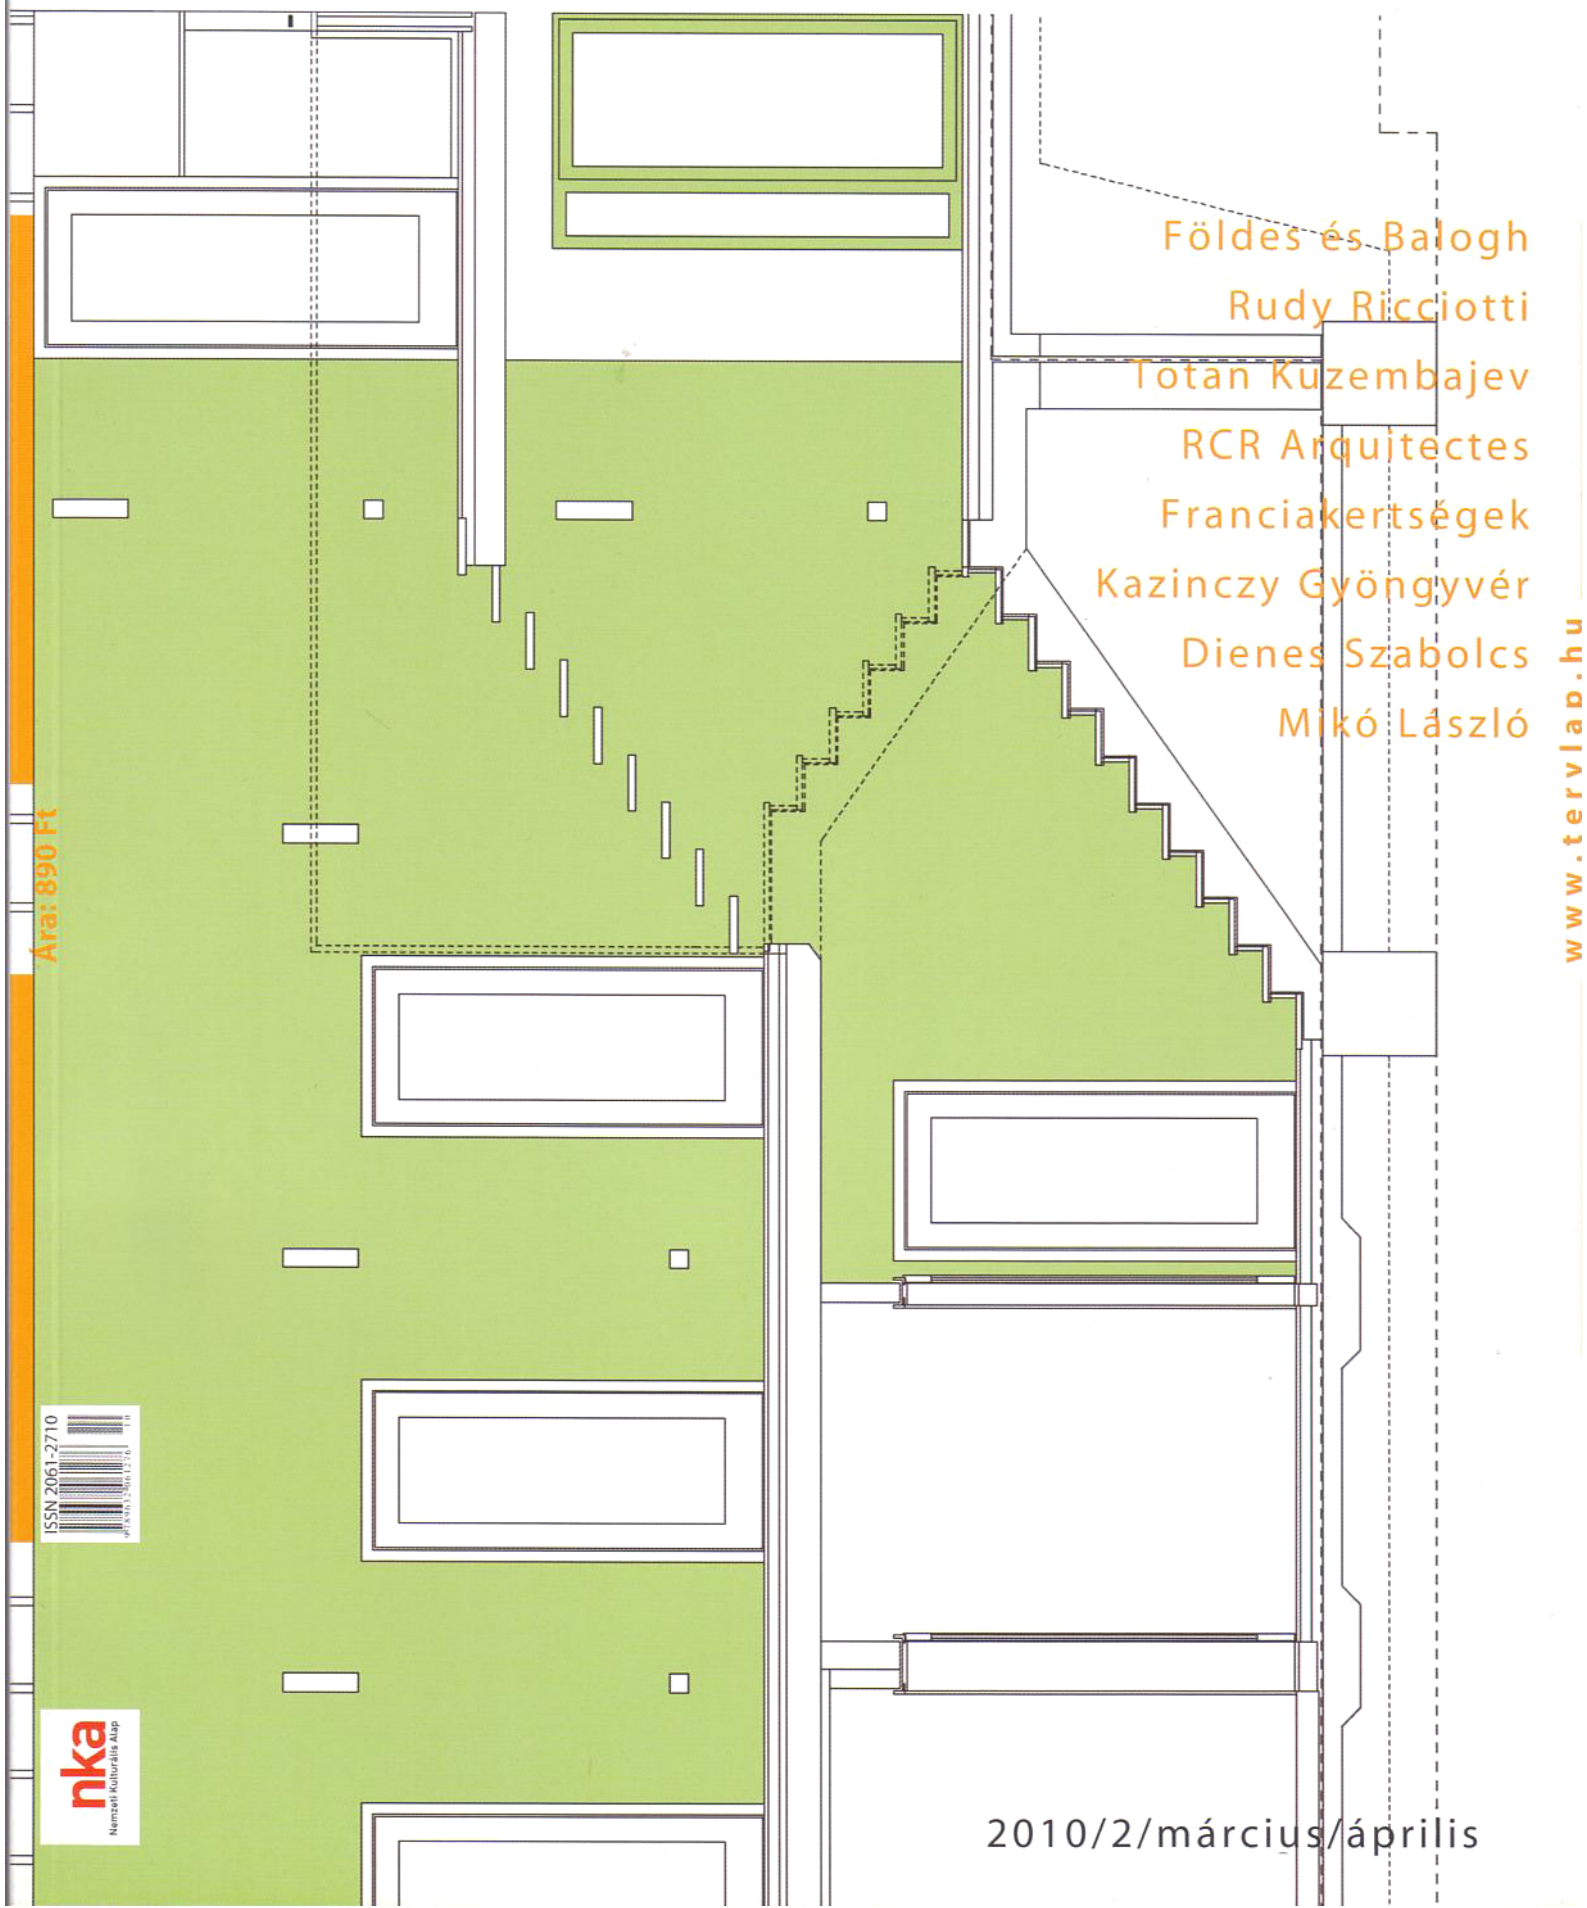 Földes és Balogh
Rudy Ricciotti
Totan Kuzembajev
RCR Arquitectes
Franciakertségek
Kazinczy Gyöngyvér
Dienes Szabolcs
Mikó László
www.tervlap.hu
Ára: 890 Ft
ISSN 2061-2710
nka
Nemzeti Kulturális Alap
2010/2/március/április